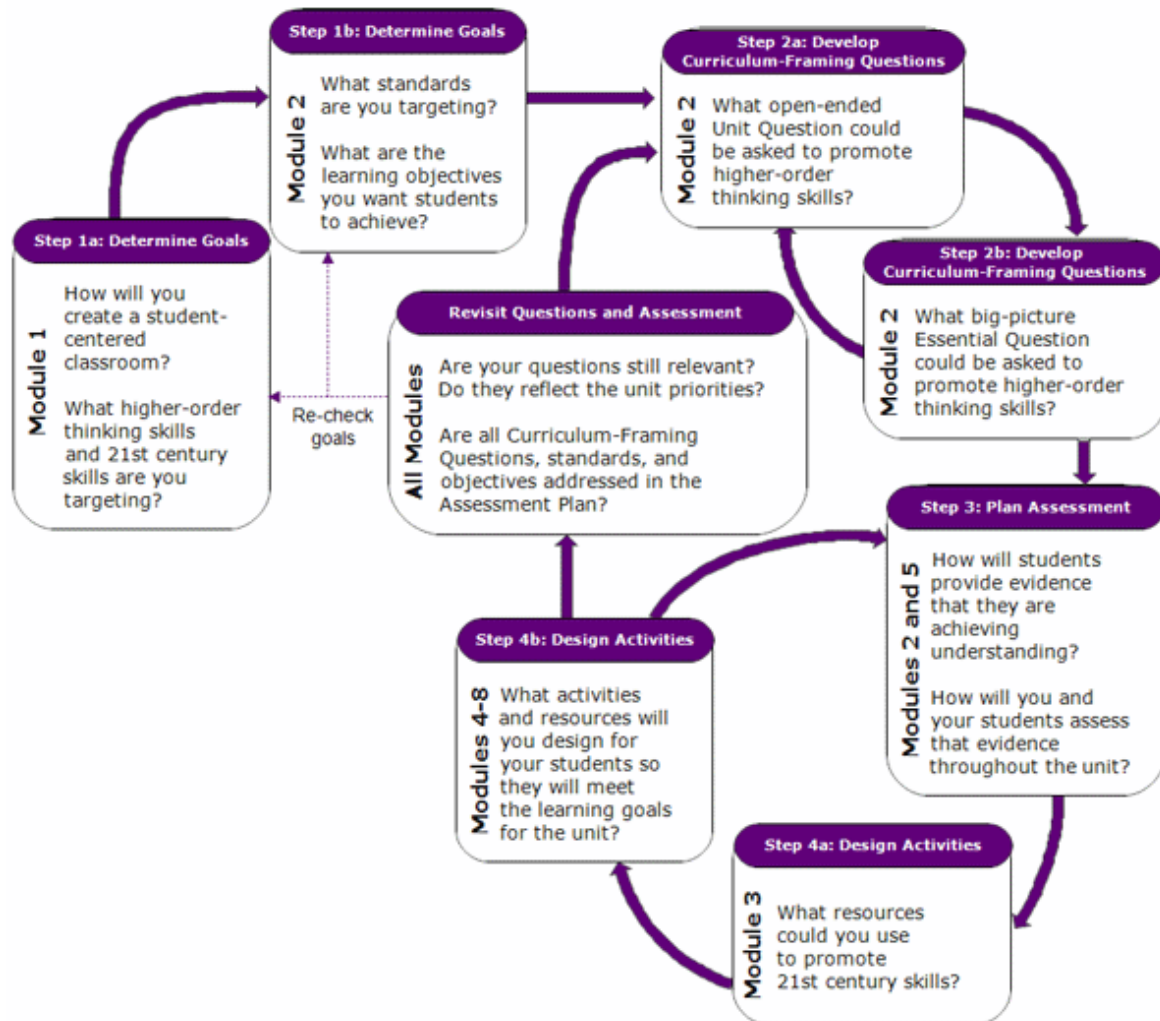 Step 1b: Determine Goals
Module 2
What standards
are you targeting?
What are the
learning objectives
you want students
to achieve?
Step 2a: Develop
Curriculum-Framing Questions
Module 2
What open-ended
Unit Question could
be asked to promote
higher-order
thinking skills?
Step 1a: Determine Goals
Module 1
How will you
create a student-
centered
classroom?
What higher-order
thinking skills
and 21st century
skills are you
targeting?
Step 2b: Develop
Curriculum-Framing Questions
Module 2
What big-picture
Essential Question
could be asked to
promote higher-order
thinking skills?
Revisit Questions and Assessment
All Modules
Are your questions still relevant?
Do they reflect the unit priorities?
Are all Curriculum-Framing
Questions, standards, and
objectives addressed in the
Assessment Plan?
Re-check
goals
Step 3: Plan Assessment
Modules 2 and 5
How will students
provide evidence
that they are
achieving
understanding?
How will you and
your students assess
that evidence
throughout the unit?
Step 4b: Design Activities
Modules 4-8
What activities
and resources will
you design for
your students so
they will meet
the learning goals
for the unit?
Step 4a: Design Activities
Module 3
What resources
could you use
to promote
21st century skills?